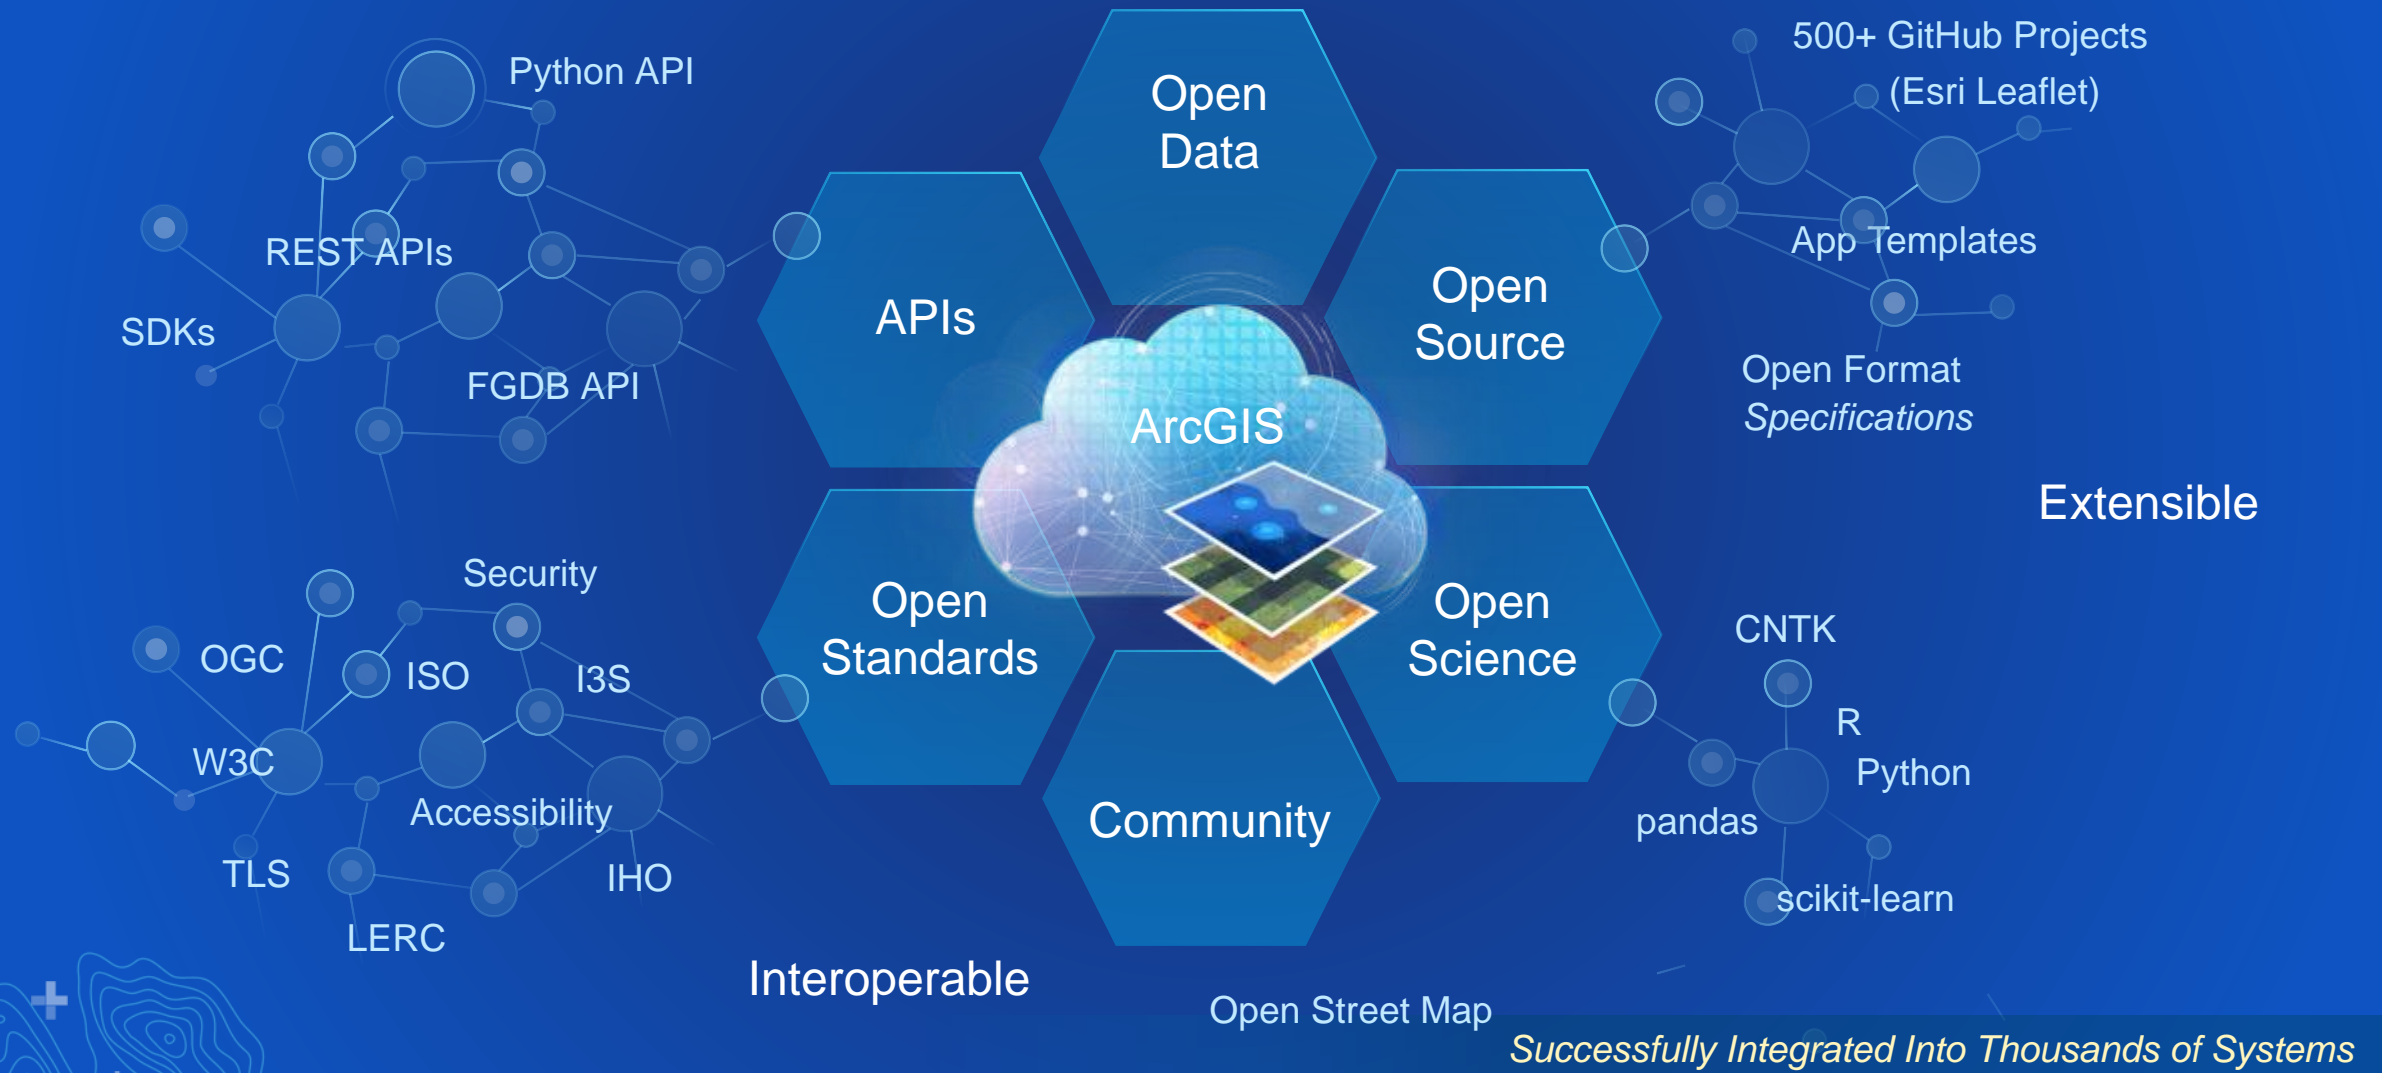 Python API
REST APIs
SDKs
FGDB API
Open
Data
APIs
Open
Source
ArcGIS
500+ GitHub Projects
(Esri Leaflet)
App Templates
Open Format
Specifications
Extensible
Security
OGC
ISO
I3S
W3C
Accessibility
TLS
IHO
LERC
Open
Standards
Open
Science
Community
CNTK
R
Python
pandas
scikit-learn
Interoperable
Open Street Map
Successfully Integrated Into Thousands of Systems